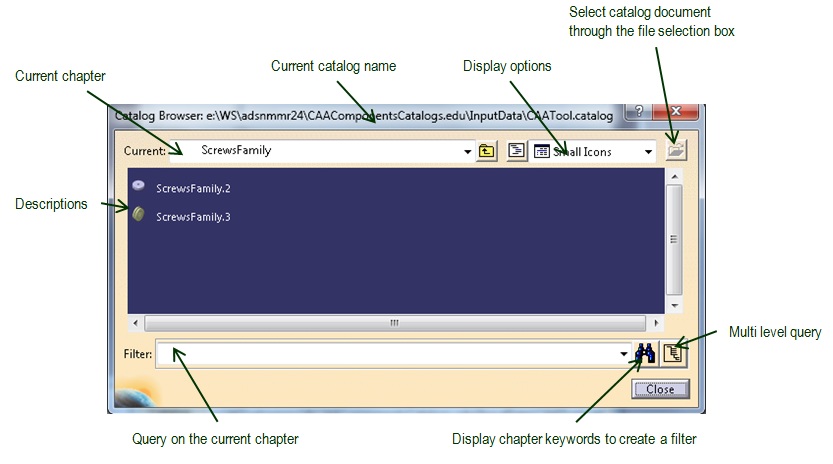 Select catalog document
through the file selection box
Current catalog name
Display options
Current chapter
Catalog Browser: e:\WS\adsnmmr24\CAAComponentsCatalogs.edu\InputData\CAATool.catalog
?
Current: ScrewsFamily
Small Icons
ScrewsFamily.2
Descriptions
ScrewsFamily.3
Multi level query
Filter:
Close
Query on the current chapter
Display chapter keywords to create a filter